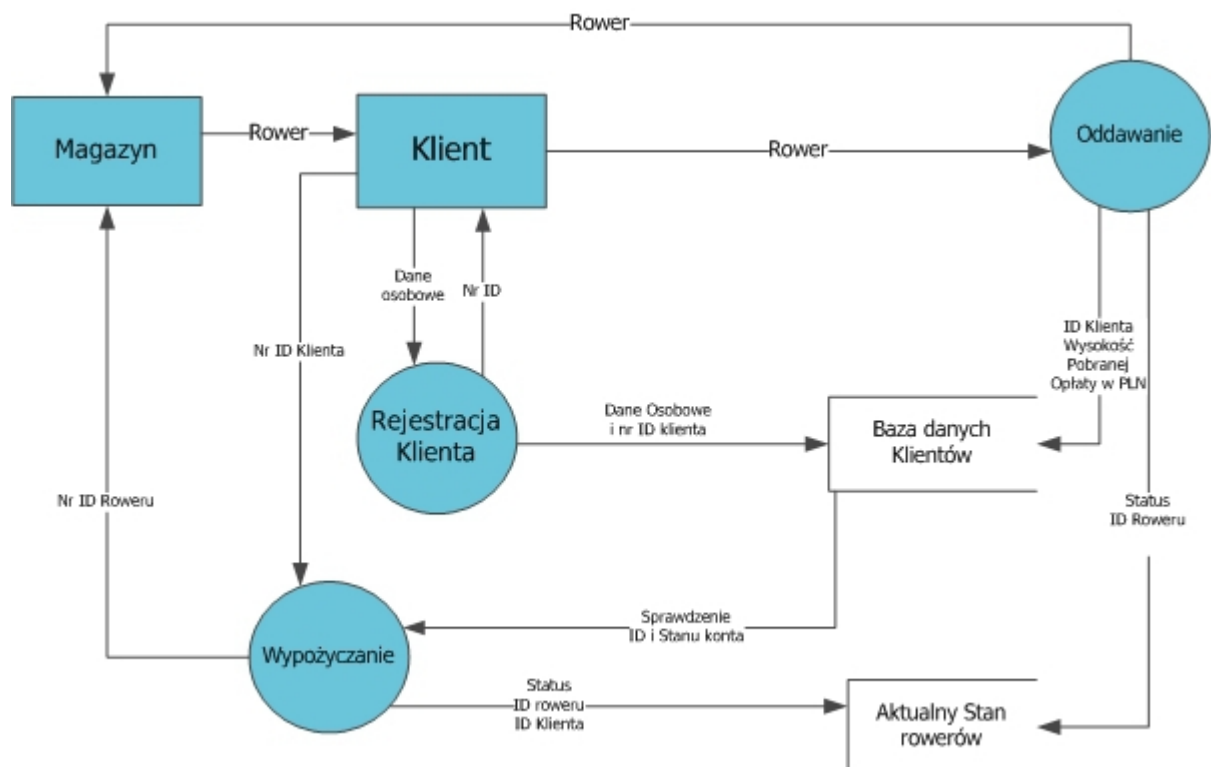 Rower
Magazyn
Rower
Klient
Rower
Oddawanie
Dane
osobowe
Nr ID
Nr ID Klienta
ID Klienta
Wysokość
Pobranej
Opłaty w PLN
Rejestracja
Klienta
Dane Osobowe
i nr ID klienta
Baza danych
Klientów
Nr ID Roweru
Status
ID Roweru
Wypożyczanie
Sprawdzenie
ID i Stanu konta
Status
ID roweru
ID Klienta
Aktualny Stan
rowerów